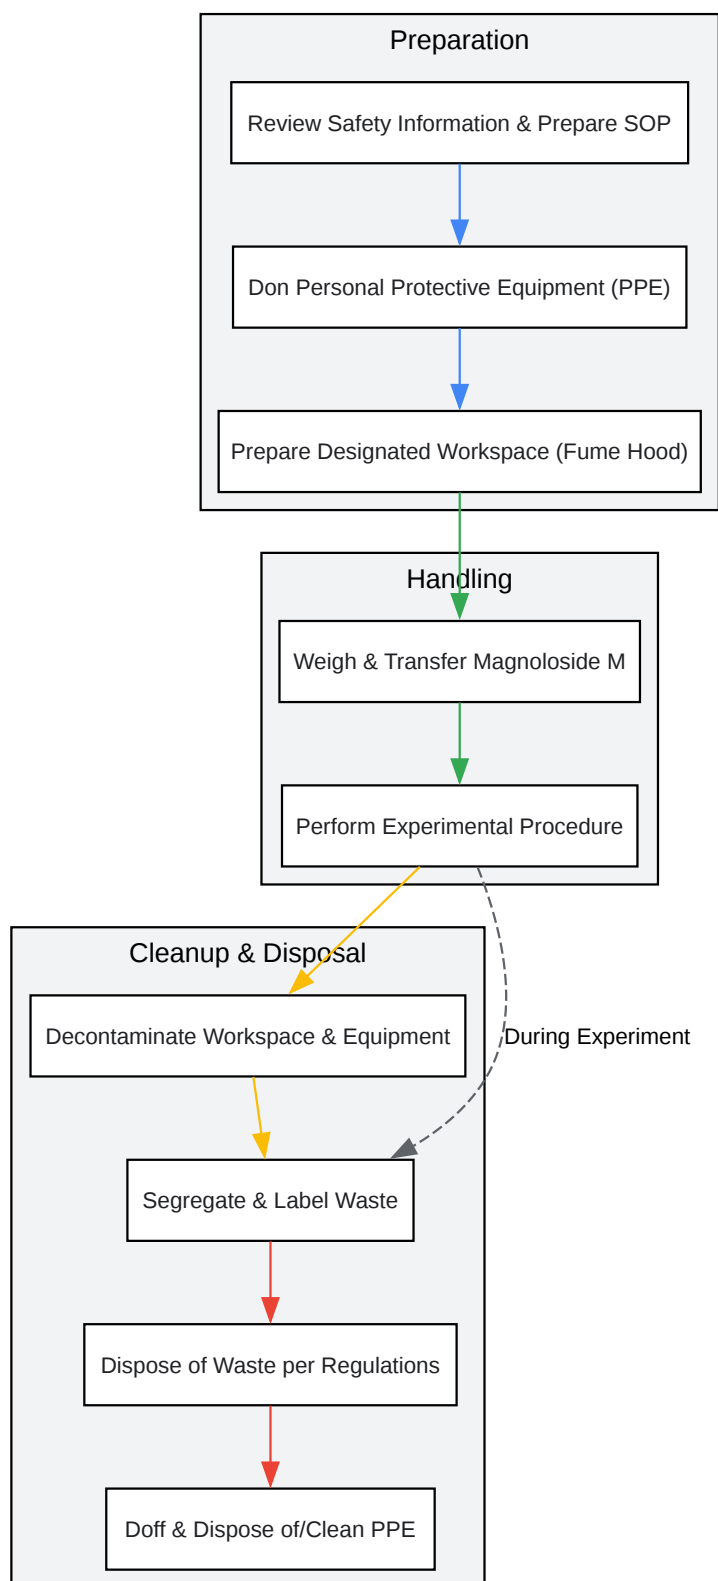 Preparation
Review Safety Information & Prepare SOP
Don Personal Protective Equipment (PPE)
Prepare Designated Workspace (Fume Hood)
Handling
Weigh & Transfer Magnoloside M
Perform Experimental Procedure
Cleanup & Disposal
Decontaminate Workspace & Equipment
During Experiment
Segregate & Label Waste
Dispose of Waste per Regulations
Doff & Dispose of/Clean PPE